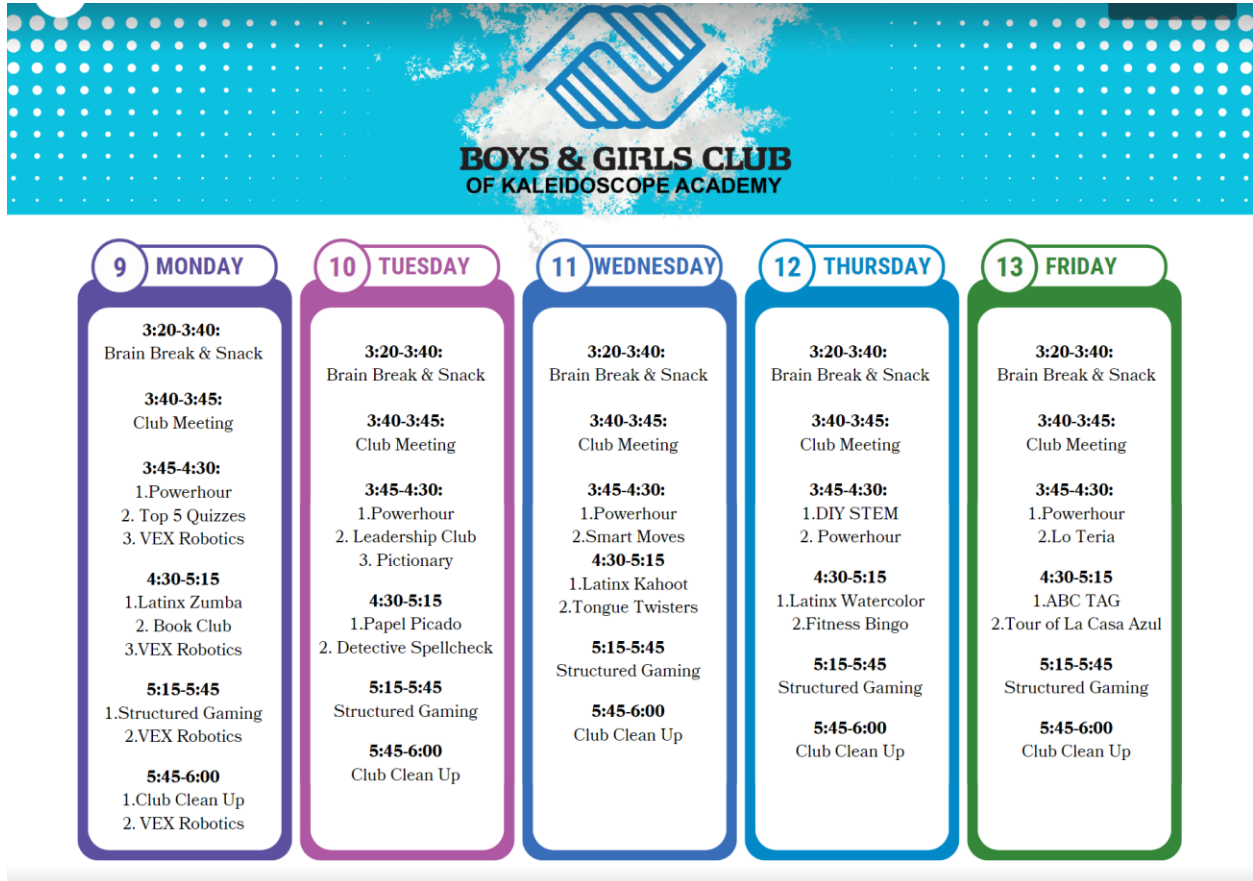 BOYS & GIRLS CLUB
OF KALEIDOSCOPE ACADEMY
9 MONDAY
3:20-3:40:
Brain Break & Snack
3:40-3:45:
Club Meeting
3:45-4:30:
1.Powerhour
2. Top 5 Quizzes
3. VEX Robotics
4:30-5:15
1.Latinx Zumba
2. Book Club
3.VEX Robotics
5:15-5:45
1.Structured Gaming
2.VEX Robotics
5:45-6:00
1.Club Clean Up
2. VEX Robotics
10 TUESDAY
3:20-3:40:
Brain Break & Snack
3:40-3:45:
Club Meeting
3:45-4:30:
1.Powerhour
2. Leadership Club
3. Pictionary
4:30-5:15
1.Papel Picado
2. Detective Spellcheck
5:15-5:45
Structured Gaming
5:45-6:00
Club Clean Up
11 WEDNESDAY
3:20-3:40:
Brain Break & Snack
3:40-3:45:
Club Meeting
3:45-4:30:
1.Powerhour
2.Smart Moves
4:30-5:15
1.Latinx Kahoot
2.Tongue Twisters
5:15-5:45
Structured Gaming
5:45-6:00
Club Clean Up
12 THURSDAY
3:20-3:40:
Brain Break & Snack
3:40-3:45:
Club Meeting
3:45-4:30:
1.DIY STEM
2. Powerhour
4:30-5:15
1.Latinx Watercolor
2.Fitness Bingo
5:15-5:45
Structured Gaming
5:45-6:00
Club Clean Up
13 FRIDAY
3:20-3:40:
Brain Break & Snack
3:40-3:45:
Club Meeting
3:45-4:30:
1.Powerhour
2.Lo Teria
4:30-5:15
1.ABC TAG
2.Tour of La Casa Azul
5:15-5:45
Structured Gaming
5:45-6:00
Club Clean Up